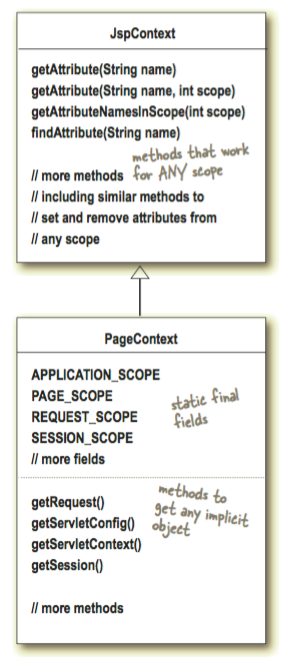 JspContext
getAttribute(String name)
getAttribute(String name, int scope)
getAttributeNamesInScope(int scope)
findAttribute(String name)
methods that work
for ANY scope
// more methods
// including similar methods to
// set and remove attributes from
// any scope
PageContext
APPLICATION_SCOPE
PAGE_SCOPE
REQUEST_SCOPE
SESSION_SCOPE
// more fields
static final
fields
getRequest()
getServletConfig()
getServletContext()
getSession()
methods to
get any implicit
object
// more methods